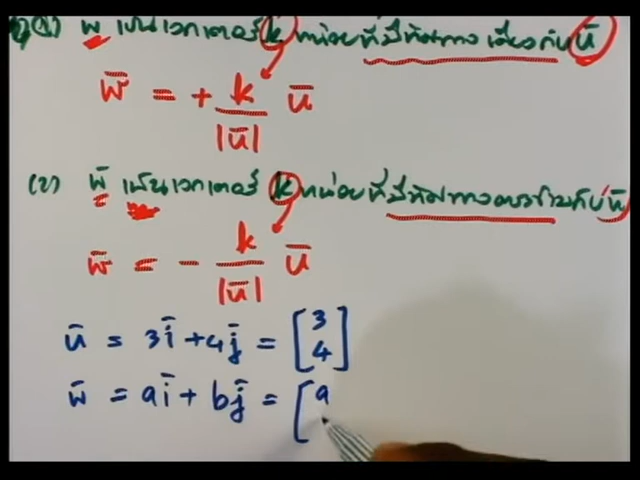 (1) w̄ เป็นเวกเตอร์ k หน่วยที่มีทิศทางเดียวกับ ū
w̄ = + k/|ū| ū
(2) w̄ เป็นเวกเตอร์ k หน่วยที่มีทิศทางตรงข้ามกับ ū
w̄ = - k/|ū| ū
ū = 3ī + 4j̄ = [3 4]
w̄ = aī + bj̄ = [a